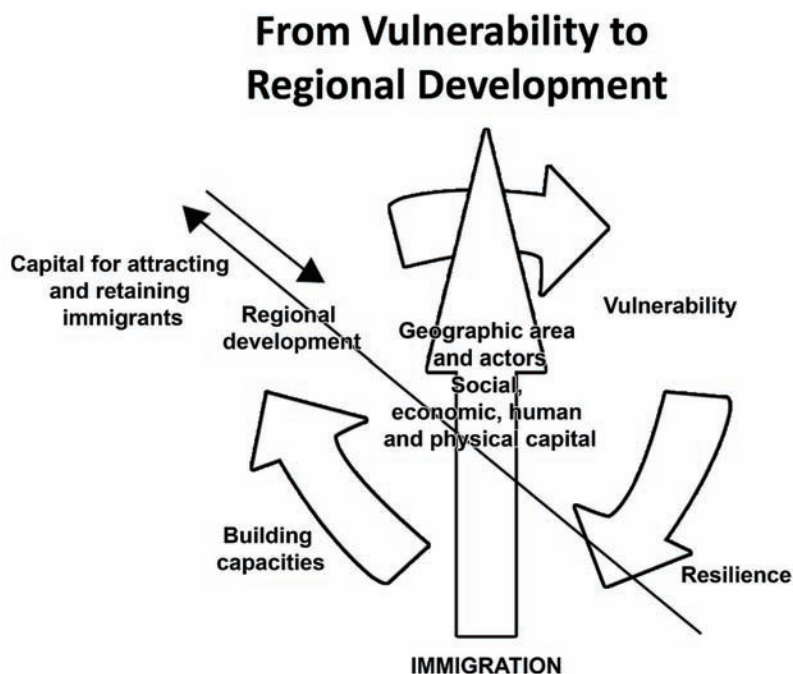 From Vulnerability to
Regional Development
Capital for attracting
and retaining
immigrants
Regional
development
Geographic area
and actors
Social,
economic, human
and physical capital
Vulnerability
Building
capacities
Resilience
IMMIGRATION